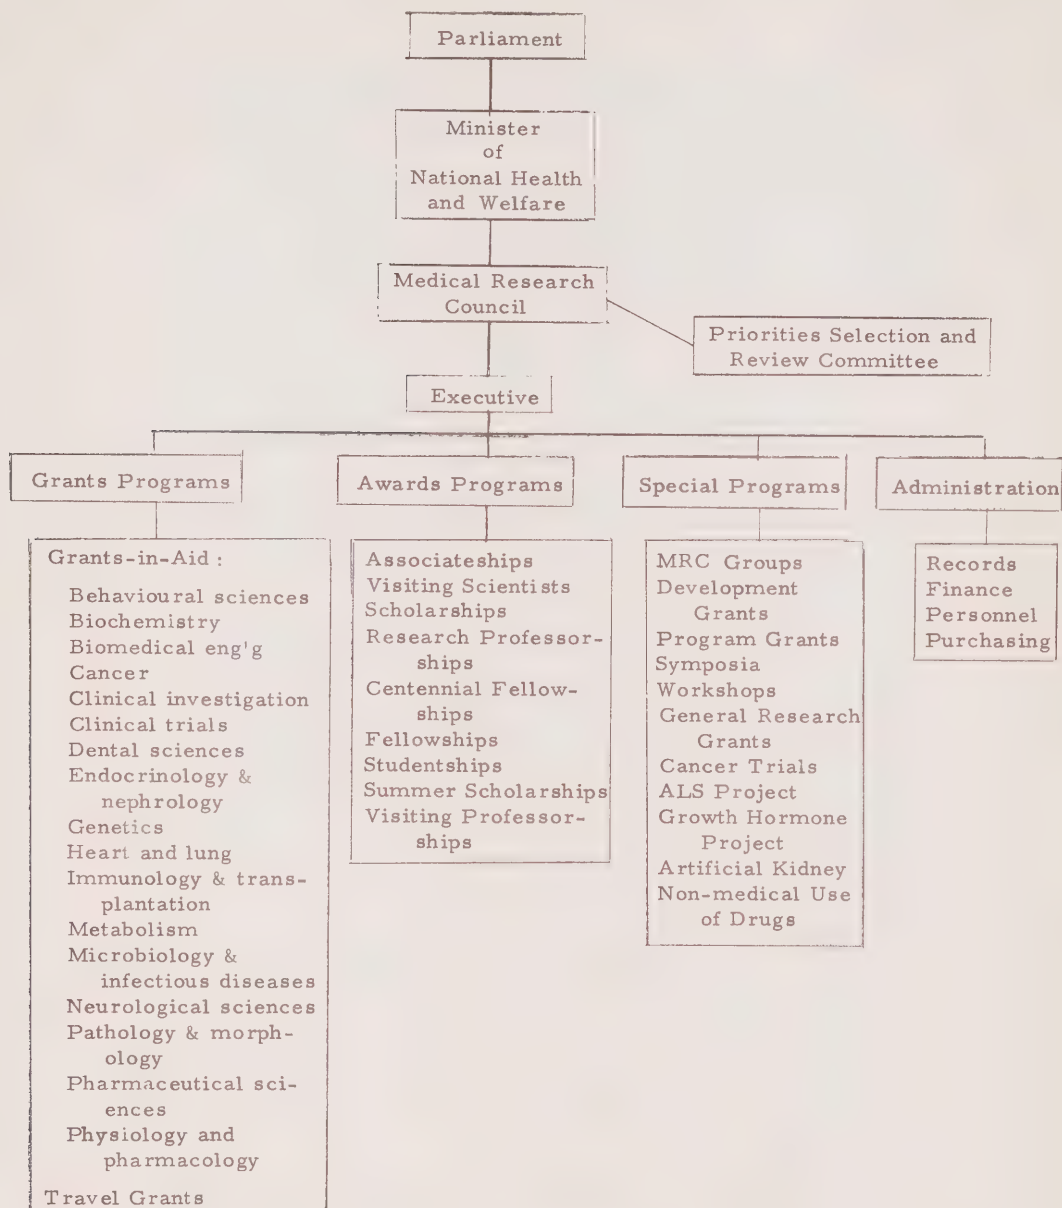 Parliament
Minister
of
National Health
and Welfare
Medical Research
Council
Priorities Selection and
Review Committee
Executive
Grants Programs
Awards Programs
Special Programs
Administration
Grants-in-Aid :
Behavioural sciences
Biochemistry
Biomedical eng'g
Cancer
Clinical investigation
Clinical trials
Dental sciences
Endocrinology &
nephrology
Genetics
Heart and lung
Immunology & trans-
plantation
Metabolism
Microbiology &
infectious diseases
Neurological sciences
Pathology & morph-
ology
Pharmaceutical sci-
ences
Physiology and
pharmacology
Travel Grants
Associateships
Visiting Scientists
Scholarships
Research Professor-
ships
Centennial Fellow-
ships
Fellowships
Studentships
Summer Scholarships
Visiting Professor-
ships
MRC Groups
Development
Grants
Program Grants
Symposia
Workshops
General Research
Grants
Cancer Trials
ALS Project
Growth Hormone
Project
Artificial Kidney
Non-medical Use
of Drugs
Records
Finance
Personnel
Purchasing